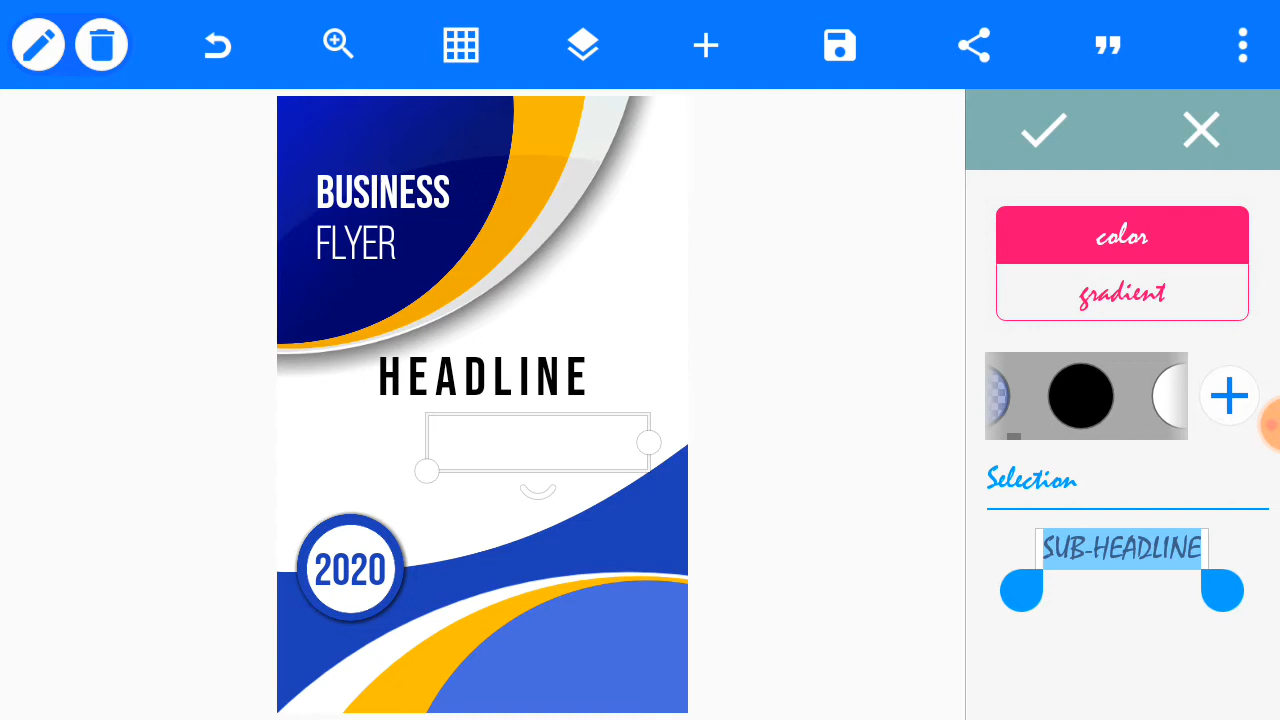 BUSINESS
FLYER
HEADLINE
2020
color
gradient
Selection
SUB-HEADLINE